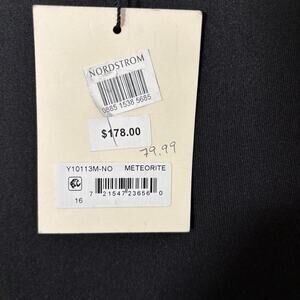 NORDSTROM
0885 1538 5685
$178.00
79.99
Y10113M-NO METEORITE
16
7 21547 23656 0